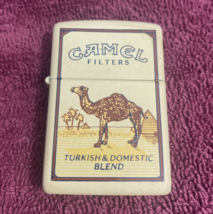 CAMEL
FILTERS
TURKISH & DOMESTIC
BLEND